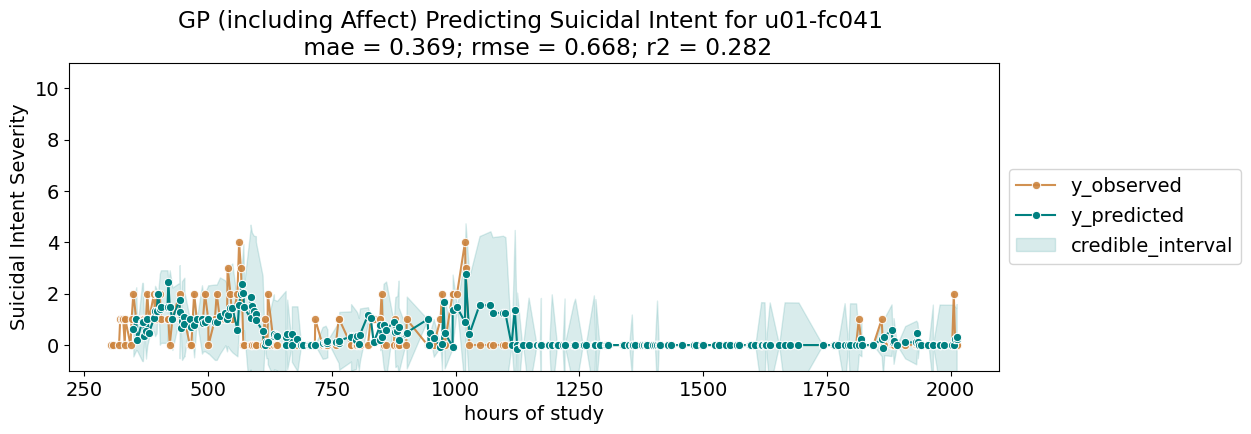 GP (including Affect) Predicting Suicidal Intent for u01-fc041
mae = 0.369; rmse = 0.668; r2 = 0.282
Suicidal Intent Severity
10
8
6
4
2
0
250
500
750
1000
1250
1500
1750
2000
hours of study
y_observed
y_predicted
credible_interval